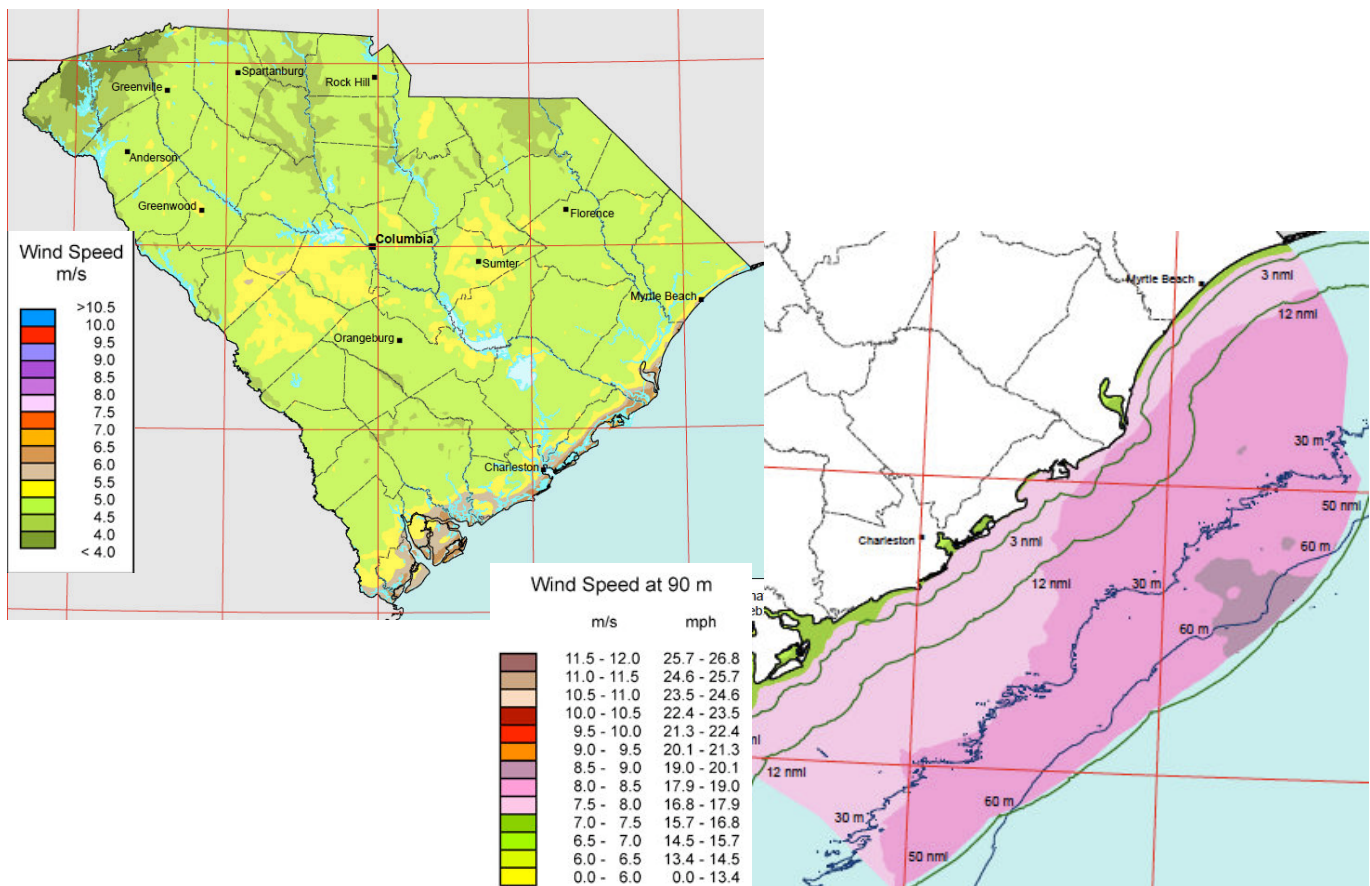 Spartanburg
Rock Hill
Greenville
Anderson
Greenwood
Florence
Columbia
Sumter
Myrtle Beach
Orangeburg
Charleston
Wind Speed
m/s
>10.5
10.0
9.5
9.0
8.5
8.0
7.5
7.0
6.5
6.0
5.5
5.0
4.5
4.0
< 4.0
Wind Speed at 90 m
m/s mph
11.5 - 12.0 25.7 - 26.8
11.0 - 11.5 24.6 - 25.7
10.5 - 11.0 23.5 - 24.6
10.0 - 10.5 22.4 - 23.5
9.5 - 10.0 21.3 - 22.4
9.0 - 9.5 20.1 - 21.3
8.5 - 9.0 19.0 - 20.1
8.0 - 8.5 17.9 - 19.0
7.5 - 8.0 16.8 - 17.9
7.0 - 7.5 15.7 - 16.8
6.5 - 7.0 14.5 - 15.7
6.0 - 6.5 13.4 - 14.5
0.0 - 6.0 0.0 - 13.4
Myrtle Beach
3 nmi
12 nmi
30 m
50 nmi
Charleston
3 nmi
60 m
12 nmi
30 m
60 m
12 nmi
60 m
30 m
50 nmi